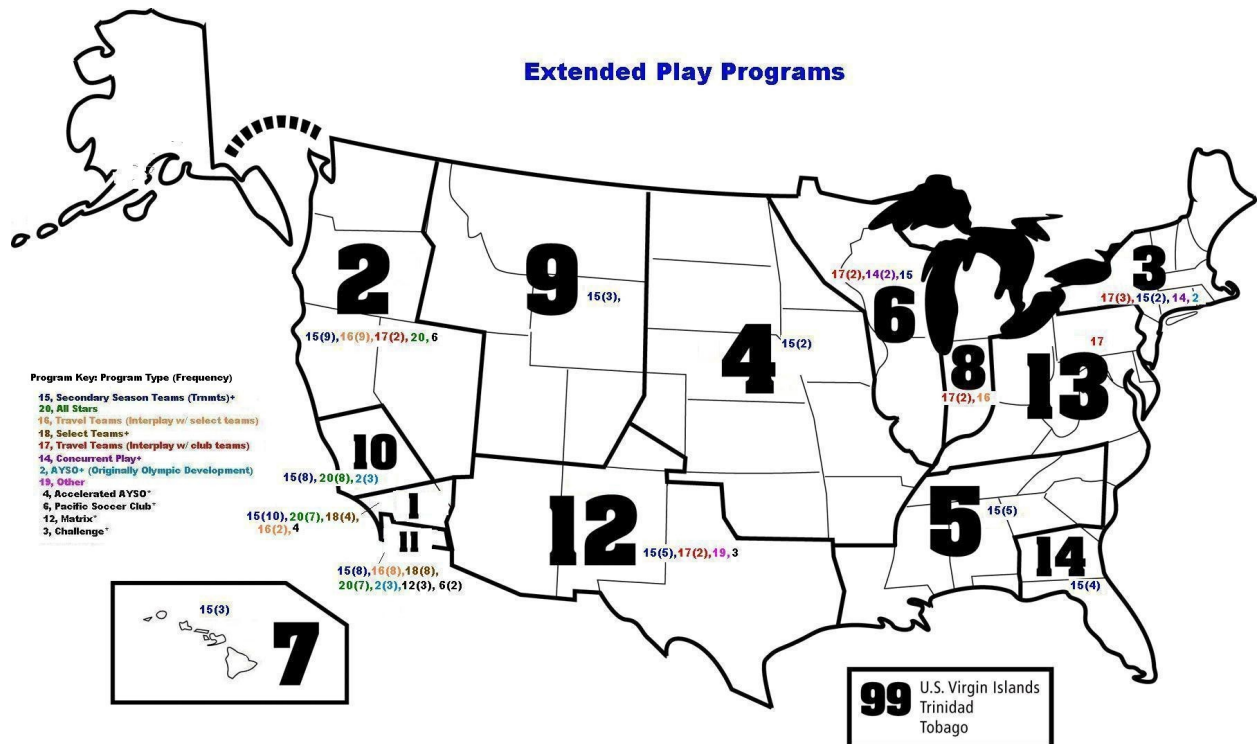 Extended Play Programs
2
9
15(3),
15(9), 16(9), 17(2), 20, 6
4
15(2)
17(2), 14(2), 15
6
8
17(2), 16
3
17(3), 15(2), 14, 2
17
13
Program Key: Program Type (Frequency)
15, Secondary Season Teams (Trnmts)+
20, All Stars
16, Travel Teams (Interplay w/ select teams)
18, Select Teams+
17, Travel Teams (Interplay w/ club teams)
14, Concurrent Play+
2, AYSO+ (Originally Olympic Development)
19, Other
4, Accelerated AYSO+
6, Pacific Soccer Club+
12, Matrix+
3, Challenge+
10
15(8), 20(8), 2(3)
1
15(10), 20(7), 18(4),
16(2), 4
11
15(8), 16(8), 18(8),
20(7), 2(3), 12(3), 6(2)
12
15(5), 17(2), 19, 3
5
15(5)
14
15(4)
15(3)
7
99
U.S. Virgin Islands
Trinidad
Tobago